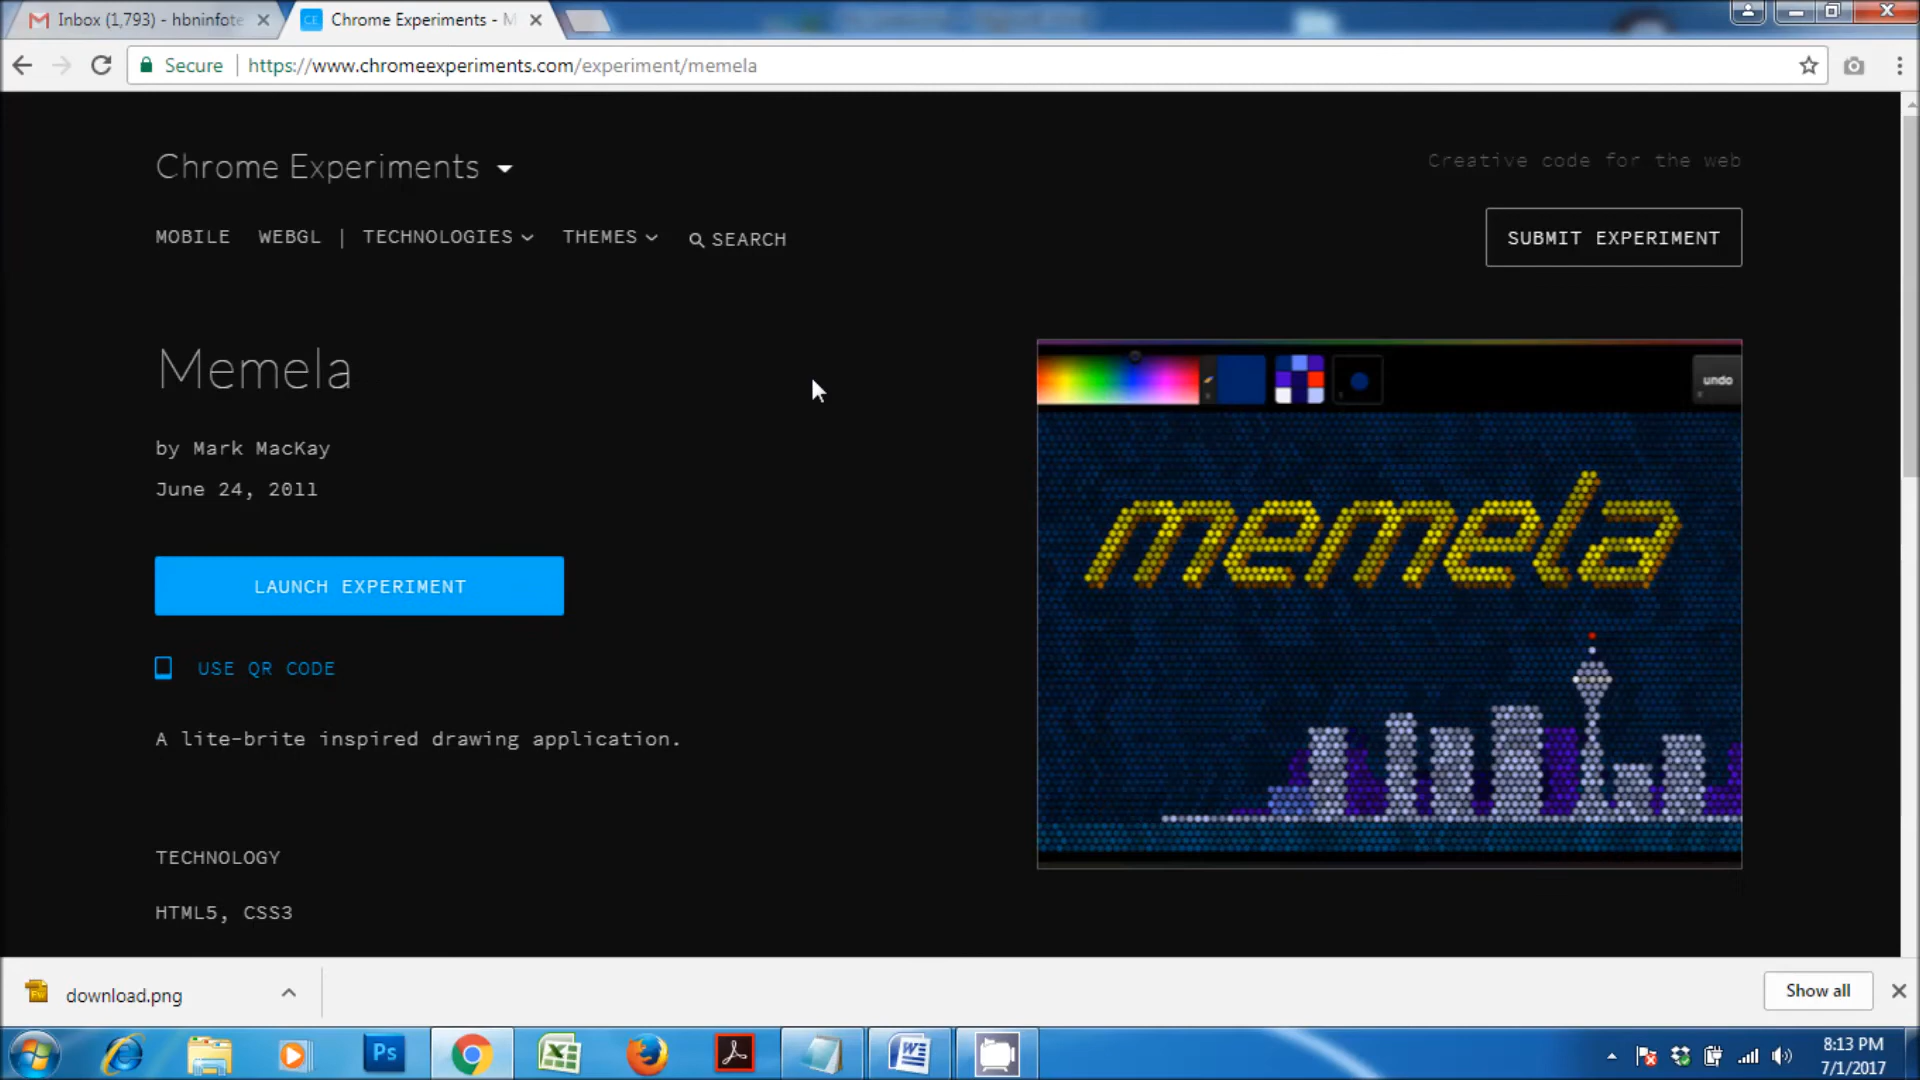 Inbox (1,793) - hbninfote
Chrome Experiments - M
Secure
https://www.chromeexperiments.com/experiment/memela
Chrome Experiments
Creative code for the web
MOBILE WEBGL | TECHNOLOGIES THEMES SEARCH
SUBMIT EXPERIMENT
Memela
by Mark MacKay
June 24, 2011
LAUNCH EXPERIMENT
USE QR CODE
A lite-brite inspired drawing application.
TECHNOLOGY
HTML5, CSS3
undo
memela
download.png
Show all
Ps
8:13 PM
7/1/2017